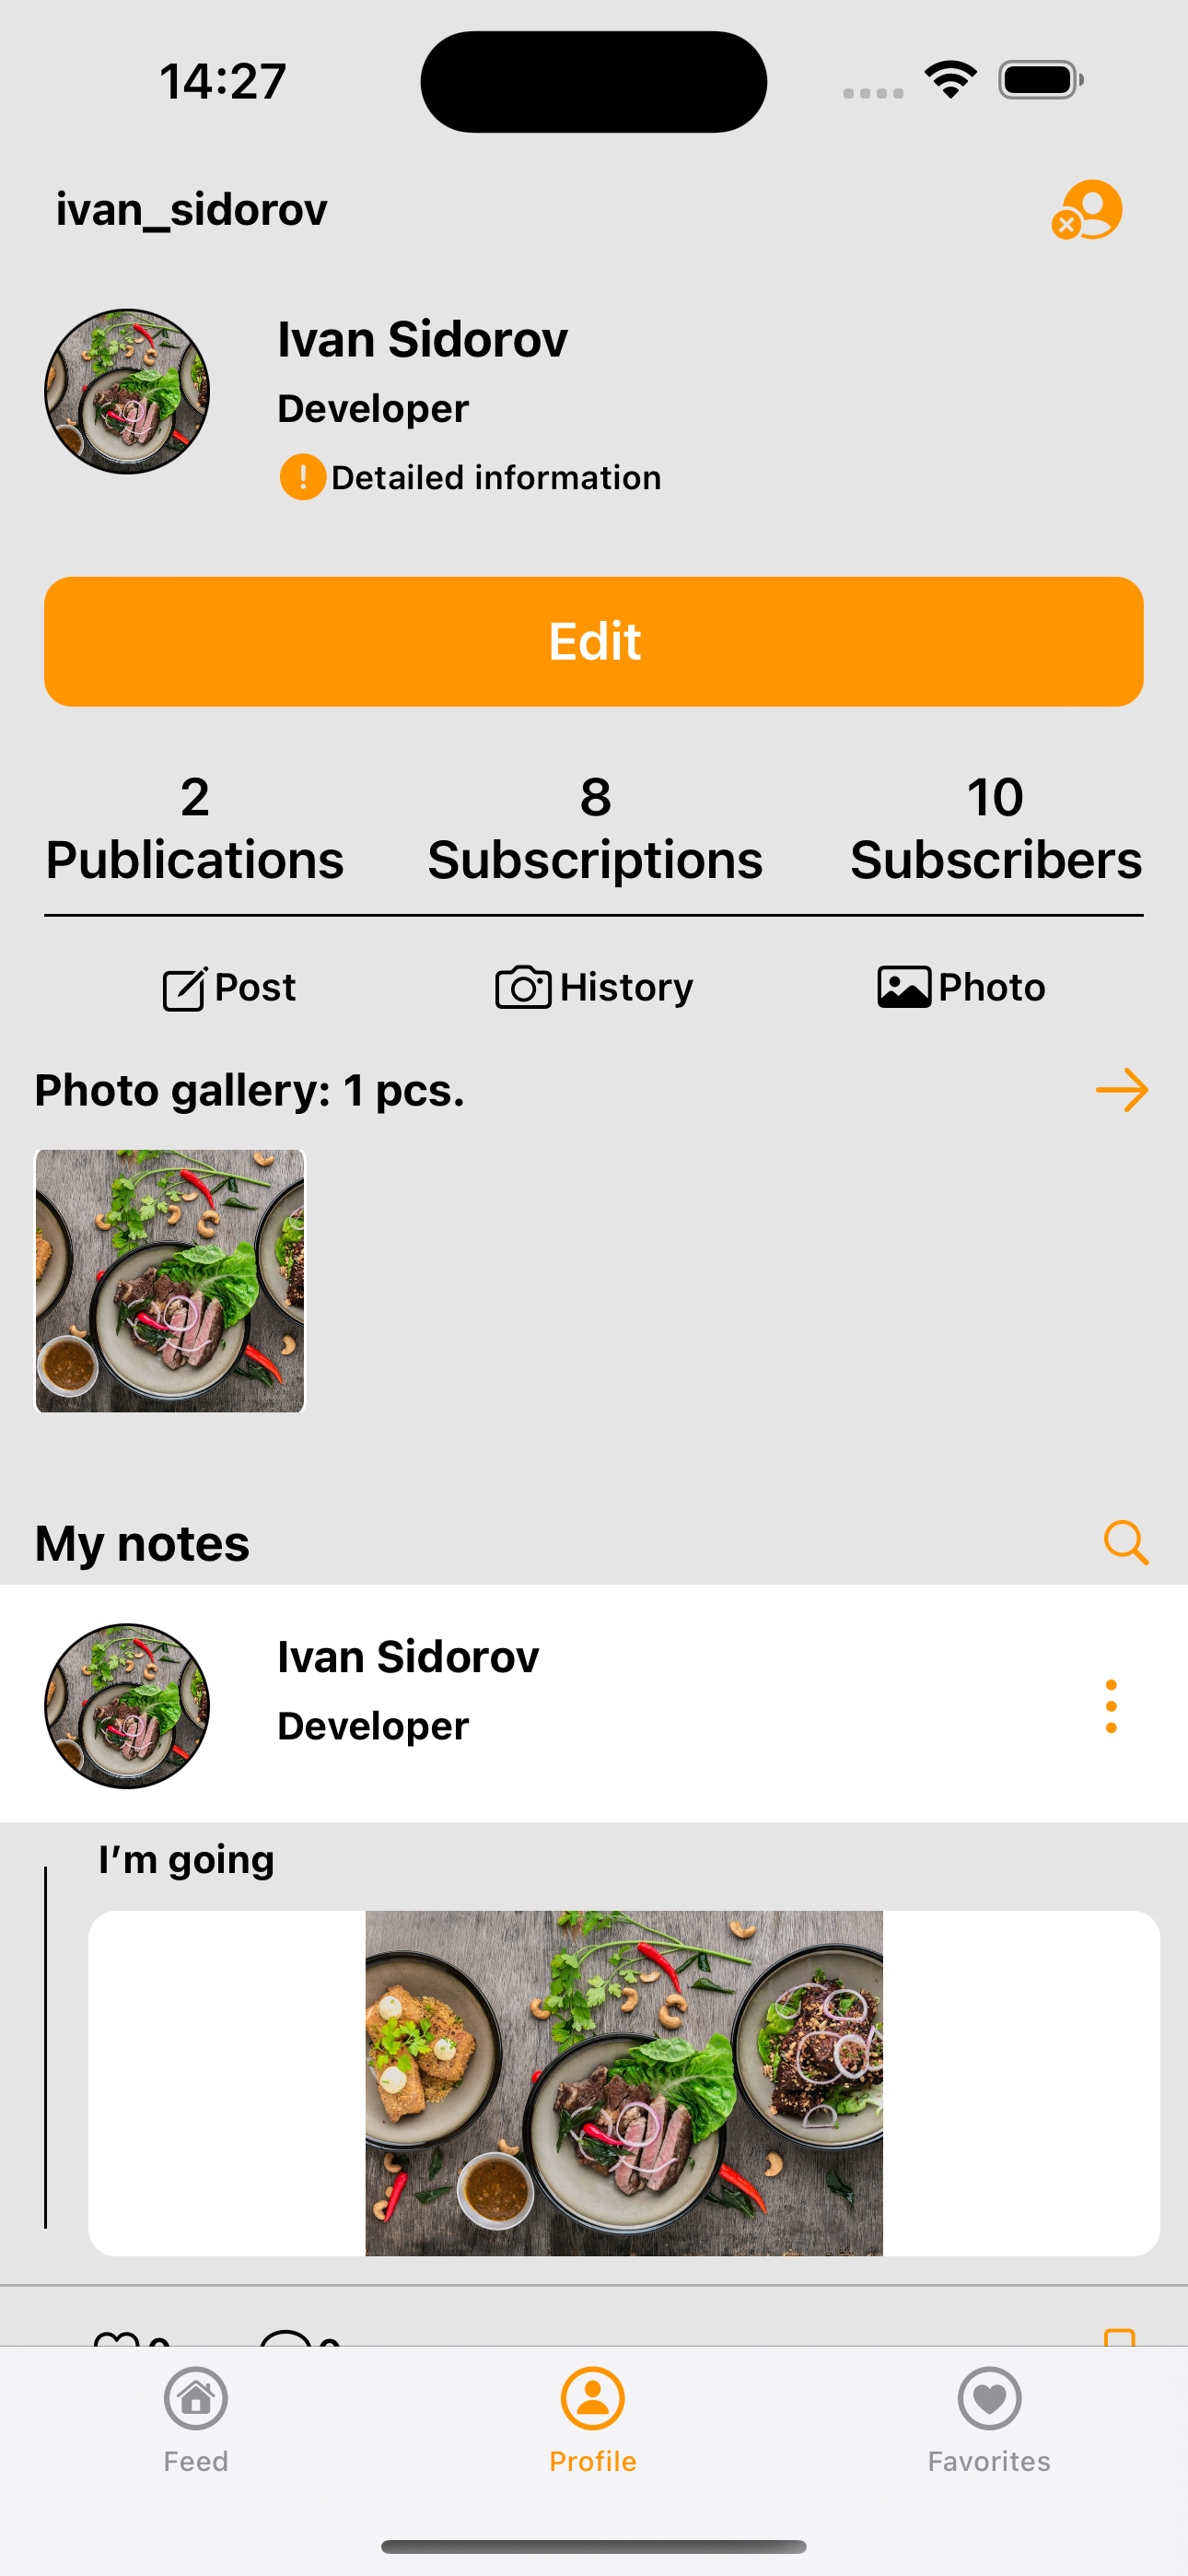 14:27
ivan_sidorov
Ivan Sidorov
Developer
Detailed information
Edit
2 8 10
Publications Subscriptions Subscribers
Post History Photo
Photo gallery: 1 pcs.
My notes
Ivan Sidorov
Developer
I’m going
Feed Profile Favorites